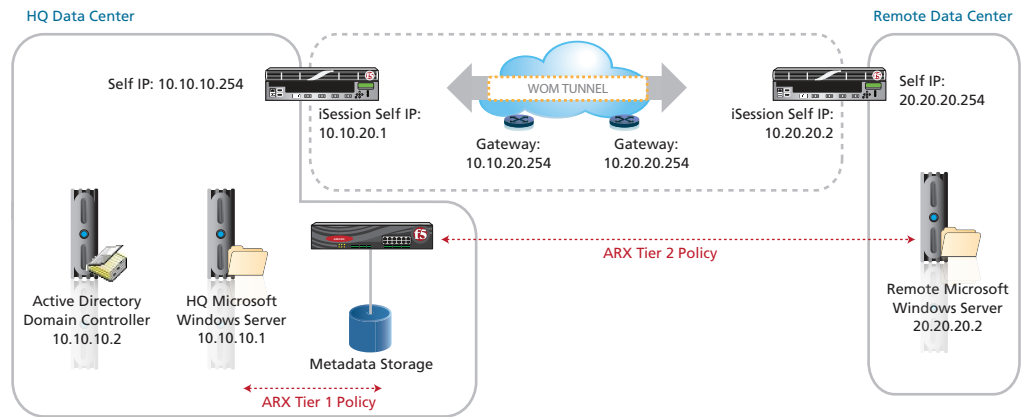 HQ Data Center
Remote Data Center
Self IP: 10.10.10.254
f5
iSession Self IP:
10.10.20.1
WOM TUNNEL
Gateway:
10.10.20.254
Gateway:
10.20.20.254
f5
iSession Self IP:
10.20.20.2
Self IP:
20.20.20.254
f5
ARX Tier 2 Policy
Active Directory
Domain Controller
10.10.10.2
HQ Microsoft
Windows Server
10.10.10.1
Metadata Storage
ARX Tier 1 Policy
Remote Microsoft
Windows Server
20.20.20.2